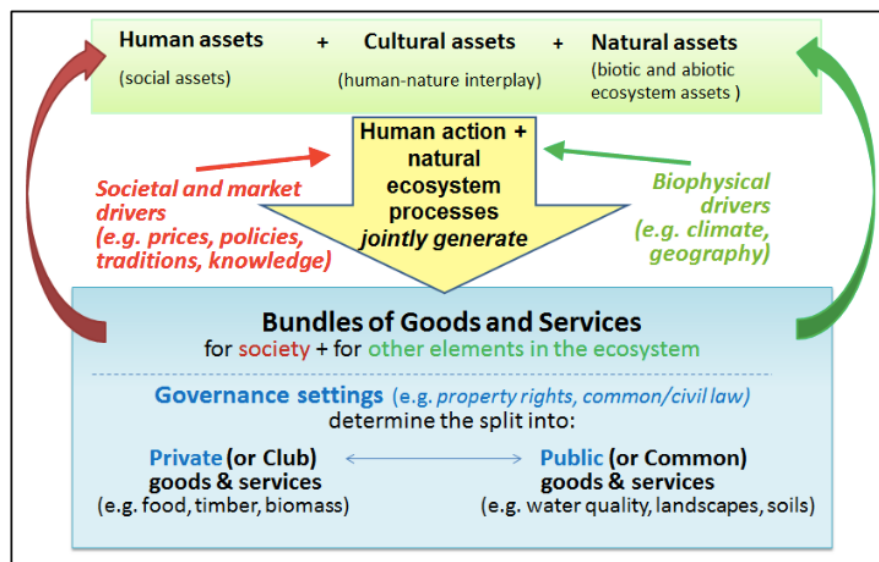 Human assets + Cultural assets + Natural assets
(social assets) (human-nature interplay) (biotic and abiotic
ecosystem assets )
Human action +
natural
ecosystem
processes
jointly generate
Societal and market
drivers
(e.g. prices, policies,
traditions, knowledge)
Biophysical
drivers
(e.g. climate,
geography)
Bundles of Goods and Services
for society + for other elements in the ecosystem
Governance settings (e.g. property rights, common/civil law)
determine the split into:
Private (or Club)
goods & services
(e.g. food, timber, biomass)
Public (or Common)
goods & services
(e.g. water quality, landscapes, soils)